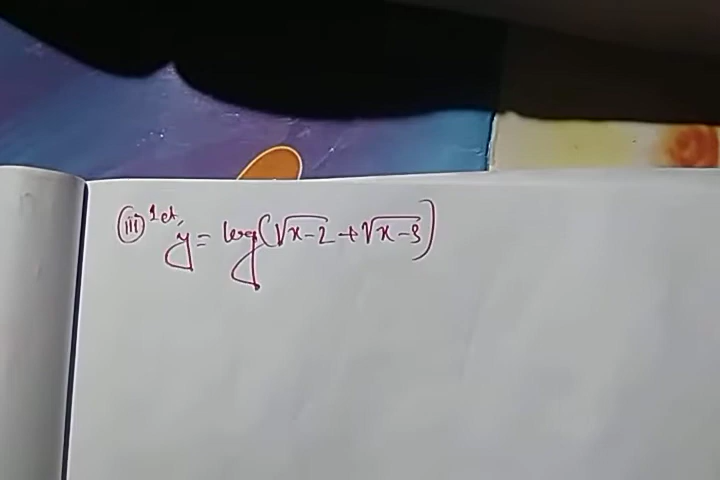 (iii) Let, y = log(√x-2 + √x-3)